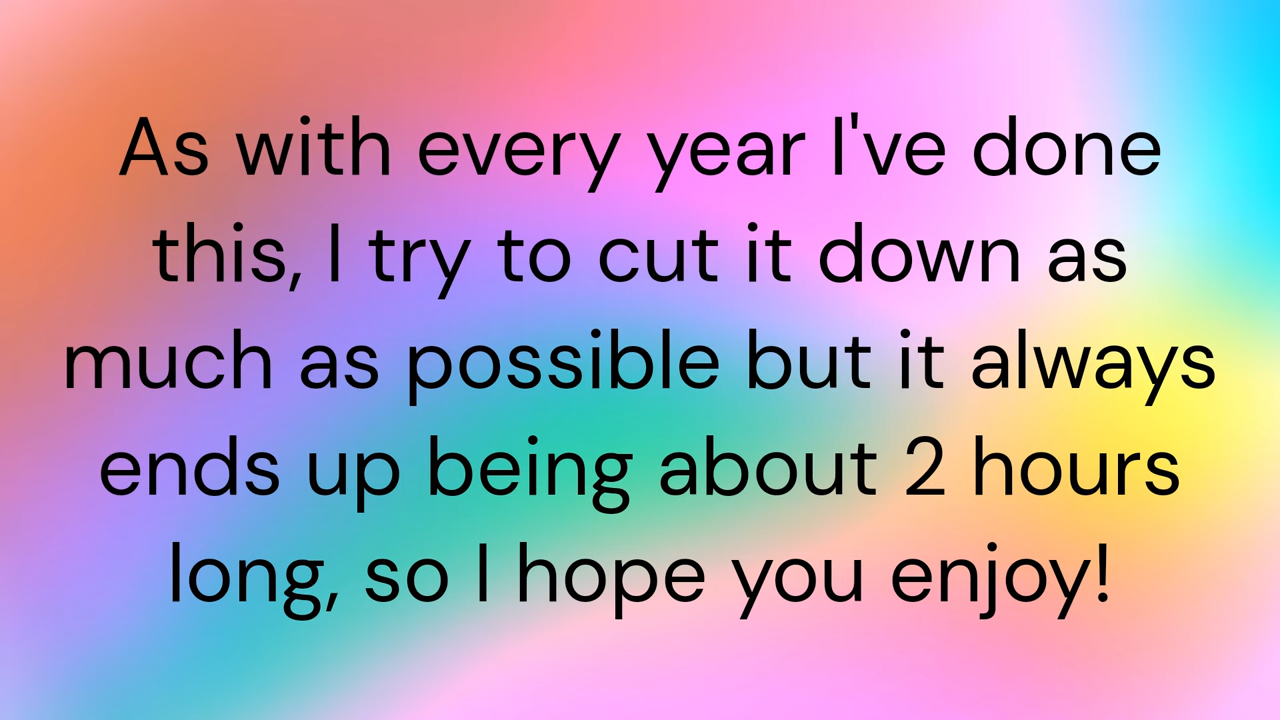 As with every year I've done
this, I try to cut it down as
much as possible but it always
ends up being about 2 hours
long, so I hope you enjoy!